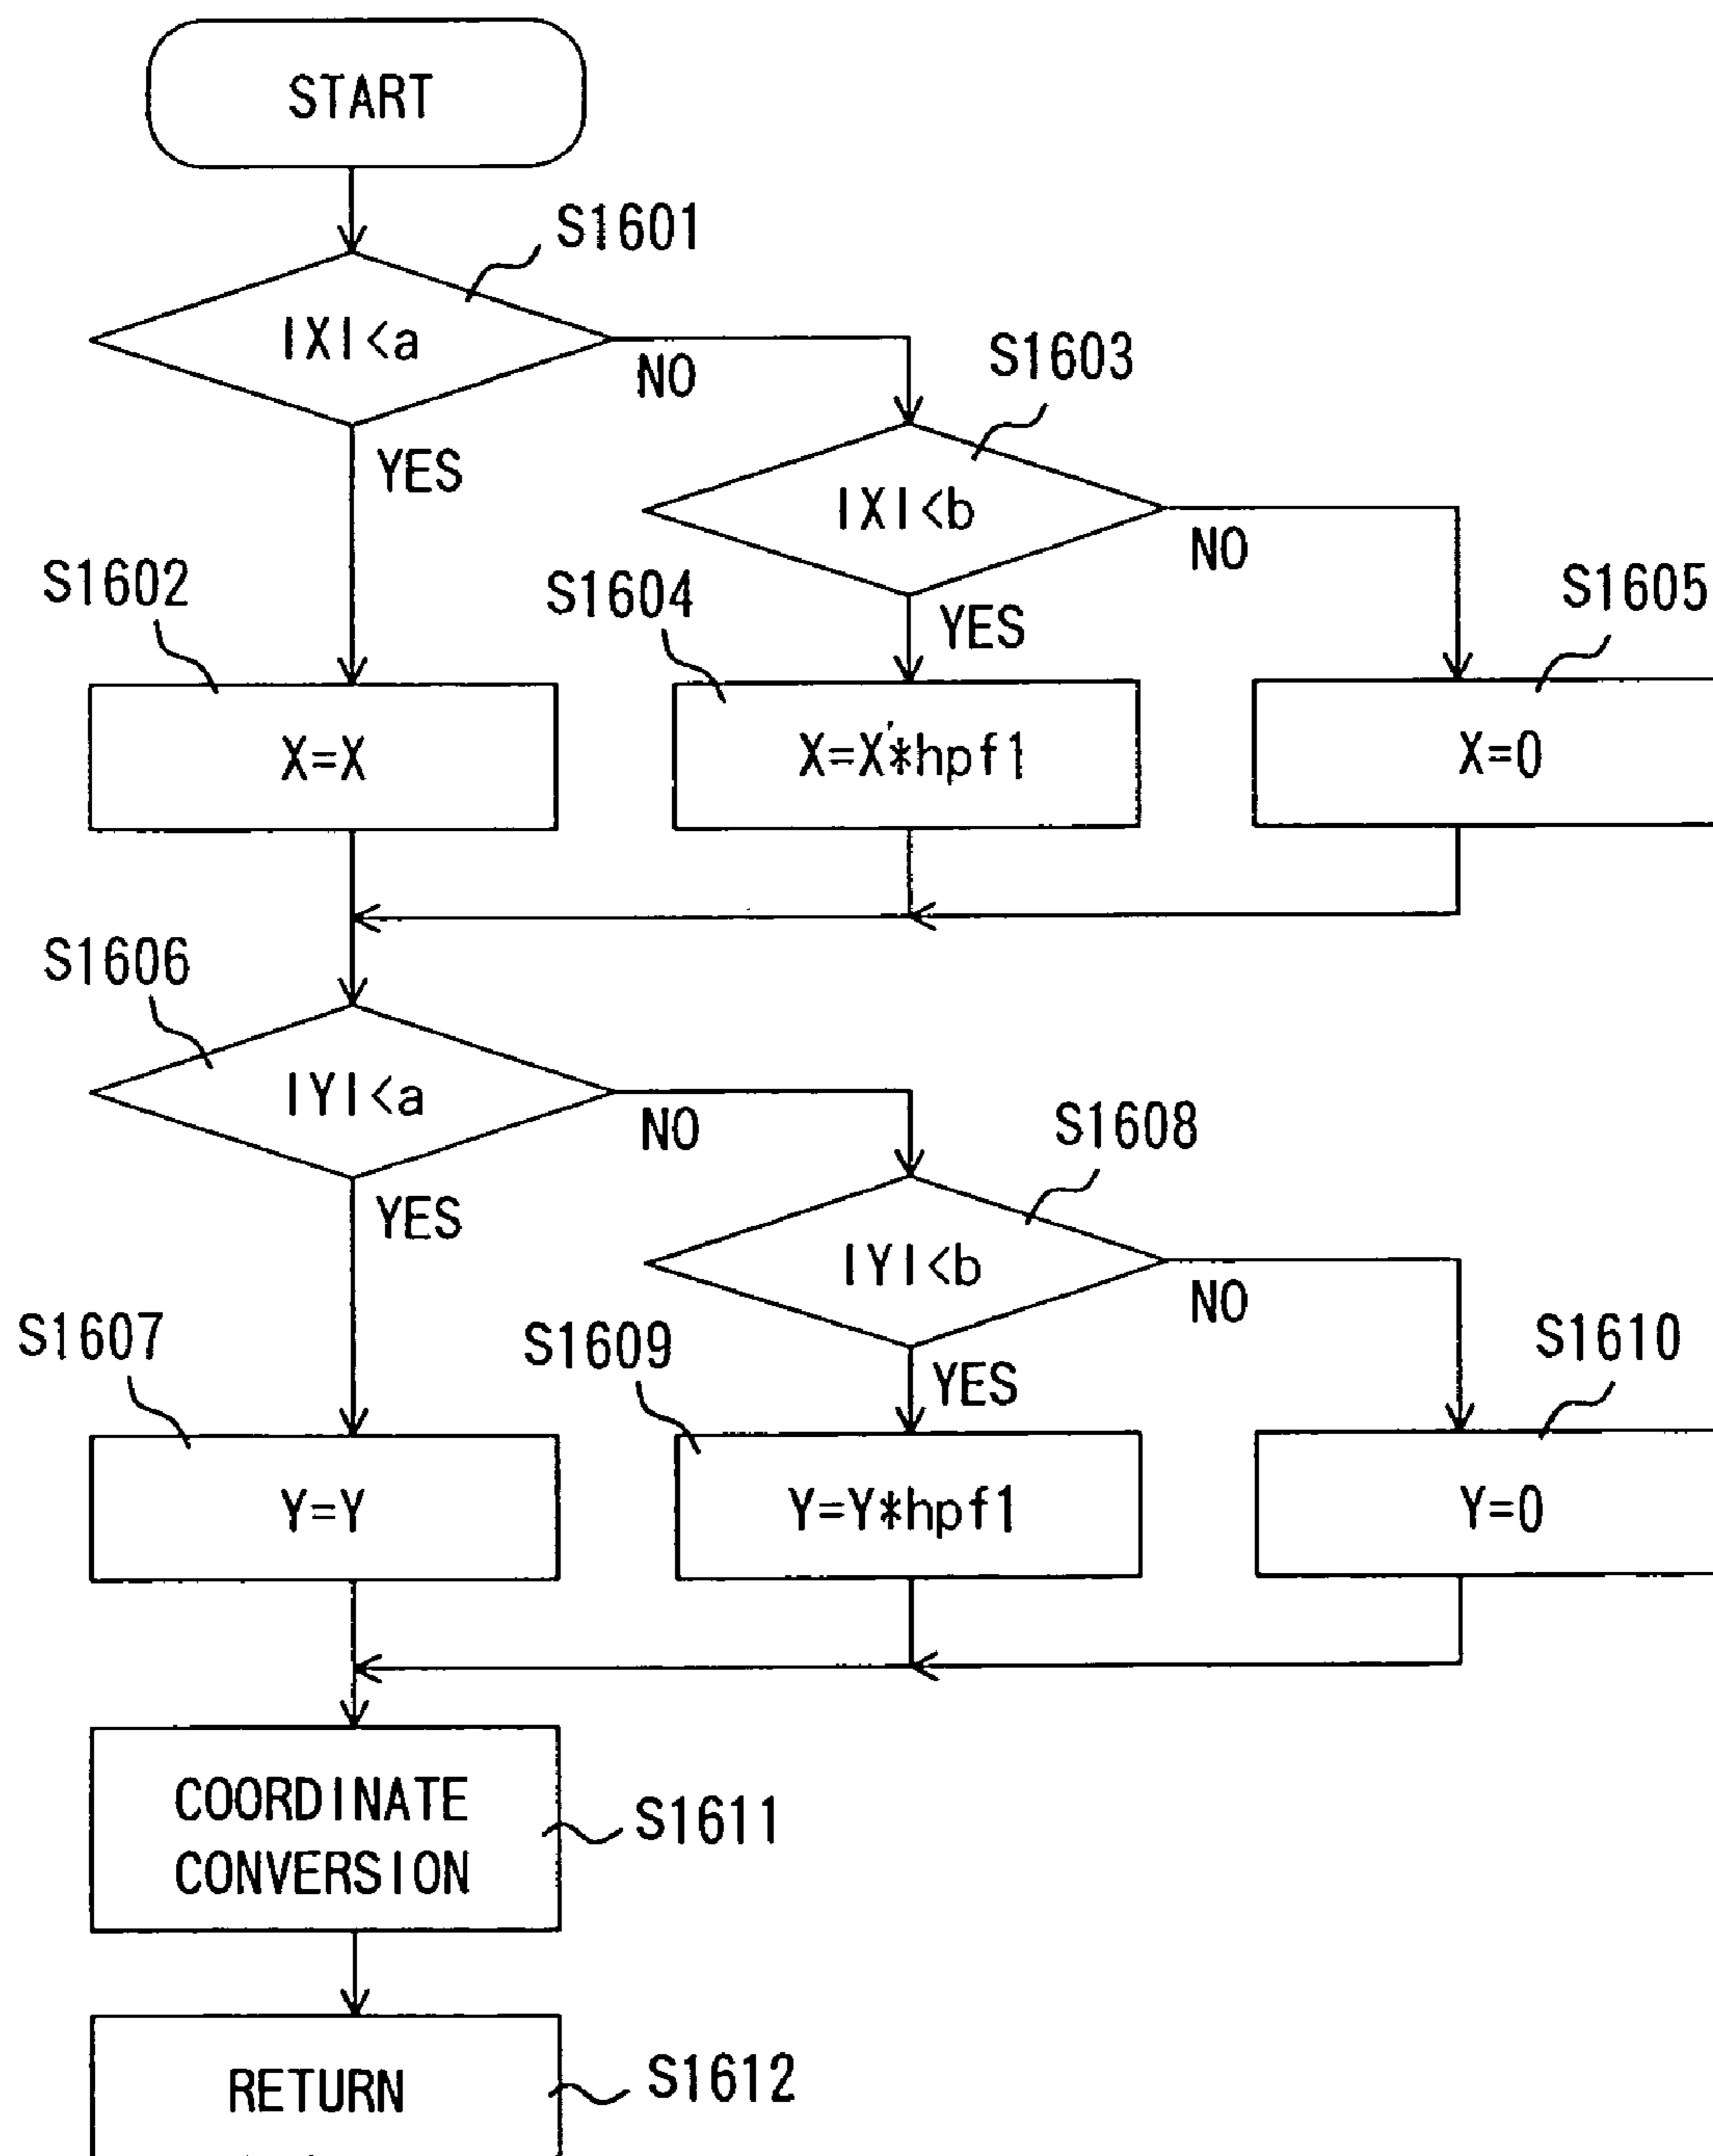 START
S1601
|X|<a
NO
S1603
YES
|X|<b
NO
S1602
S1604
YES
S1605
X=X
X=X*hpf1
X=0
S1606
|Y|<a
NO
S1608
YES
|Y|<b
NO
S1607
S1609
YES
S1610
Y=Y
Y=Y*hpf1
Y=0
COORDINATE
CONVERSION
S1611
RETURN
S1612